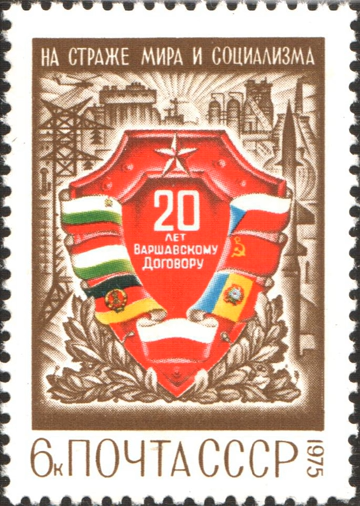 НА СТРАЖЕ МИРА И СОЦИАЛИЗМА
20
ЛЕТ
ВАРШАВСКОМУ
ДОГОВОРУ
6к ПОЧТА СССР
1975